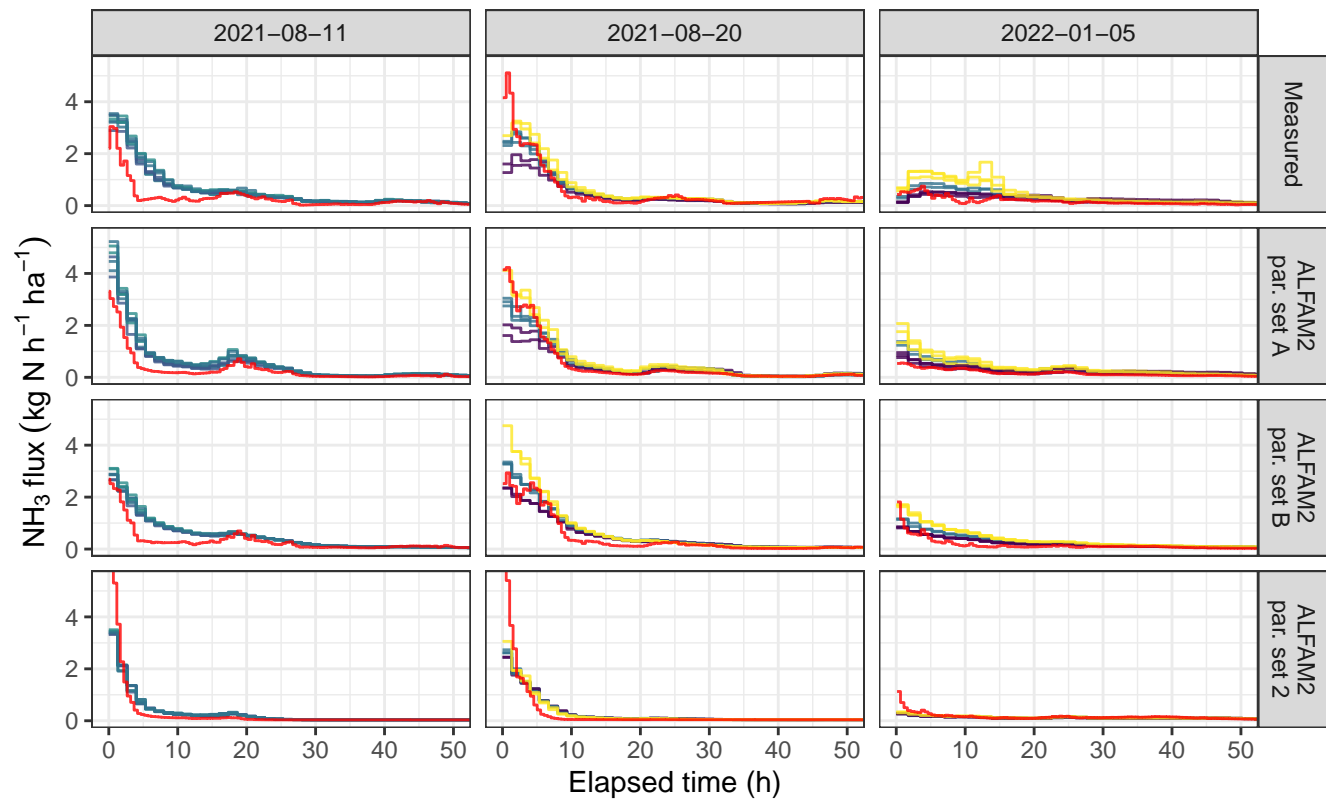 2021−08−11 2021−08−20 2022−01−05
Measured
ALFAM2
par. set A
ALFAM2
par. set B
ALFAM2
par. set 2
NH₃ flux (kg N h⁻¹ ha⁻¹)
4
2
0
4
2
0
4
2
0
4
2
0
0 10 20 30 40 50 0 10 20 30 40 50 0 10 20 30 40 50
Elapsed time (h)